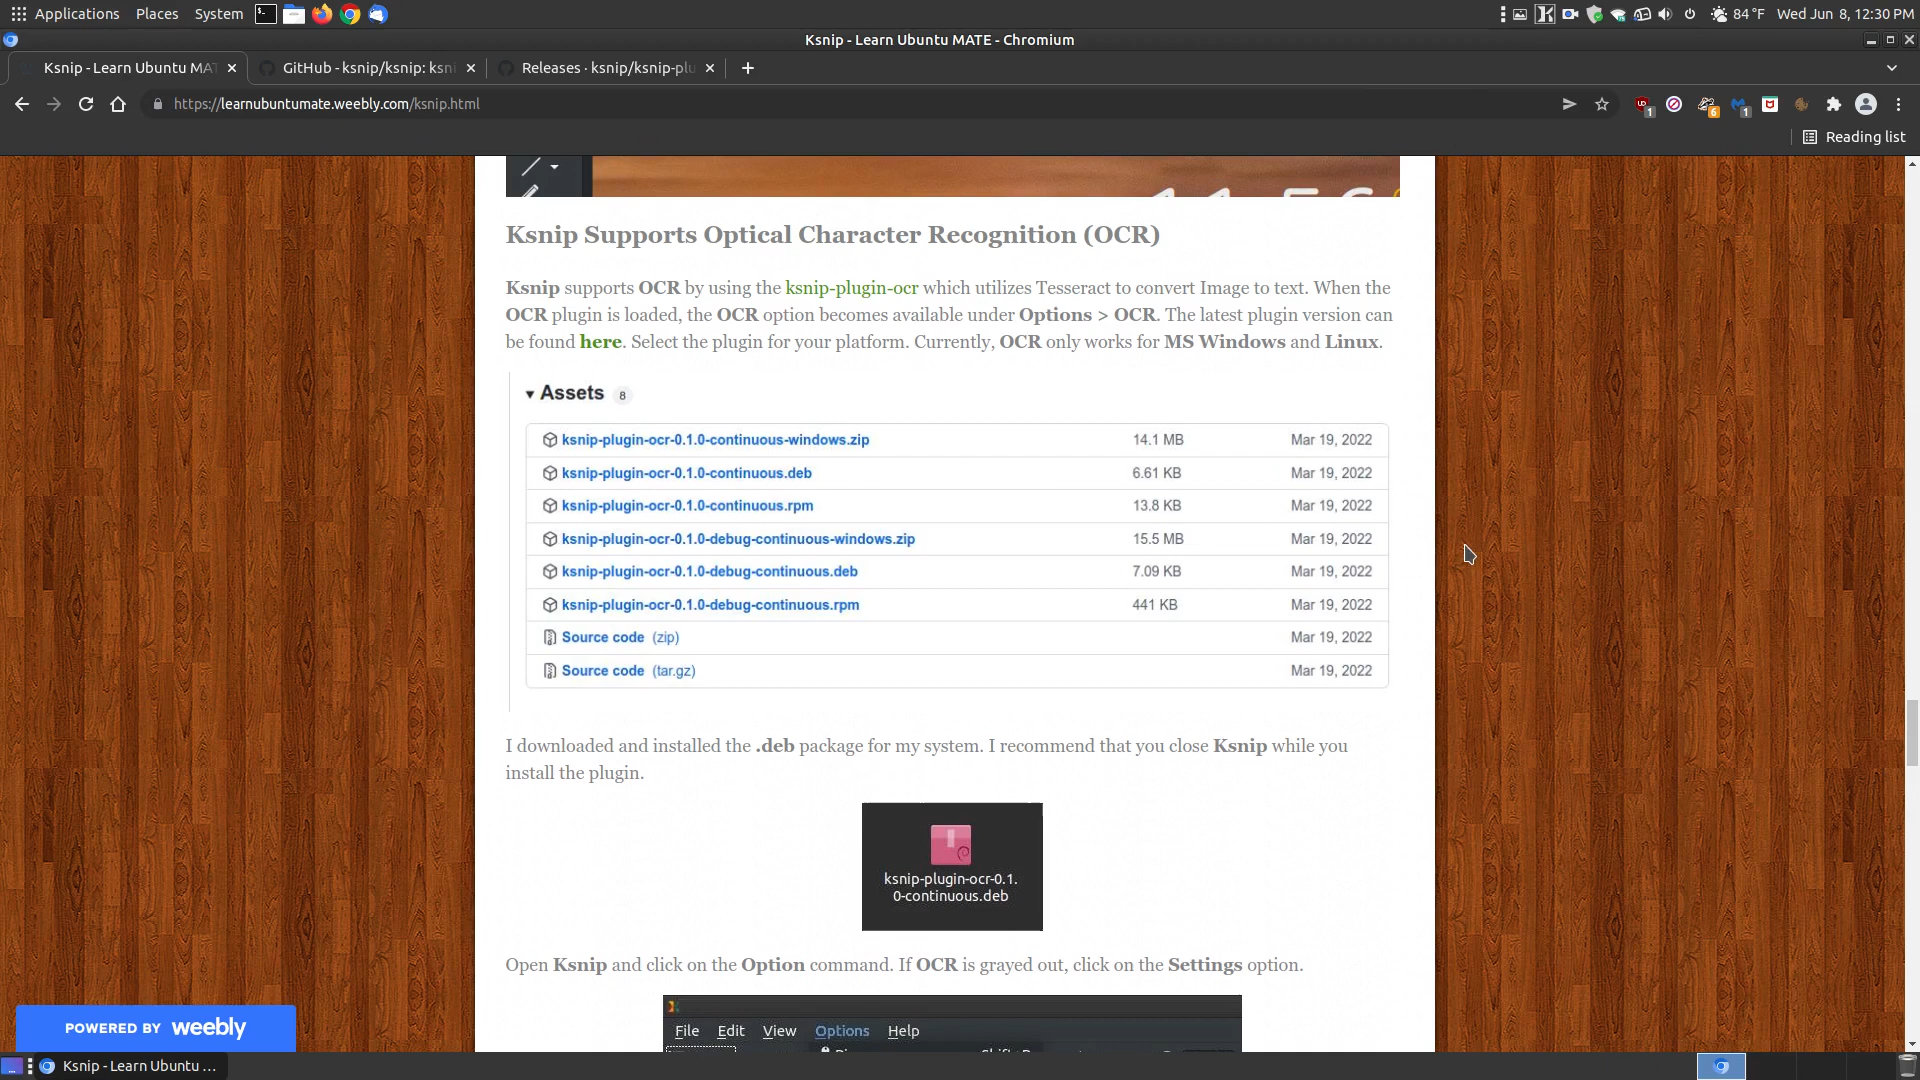 Applications Places System
84 °F Wed Jun 8, 12:30 PM
Ksnip - Learn Ubuntu MATE - Chromium
Ksnip - Learn Ubuntu MA
GitHub - ksnip/ksnip: ksni
Releases · ksnip/ksnip-plu
https://learnubuntumate.weebly.com/ksnip.html
1
6
1
Reading list
Ksnip Supports Optical Character Recognition (OCR)
Ksnip supports OCR by using the ksnip-plugin-ocr which utilizes Tesseract to convert Image to text. When the
OCR plugin is loaded, the OCR option becomes available under Options > OCR. The latest plugin version can
be found here. Select the plugin for your platform. Currently, OCR only works for MS Windows and Linux.
Assets 8
ksnip-plugin-ocr-0.1.0-continuous-windows.zip 14.1 MB Mar 19, 2022
ksnip-plugin-ocr-0.1.0-continuous.deb 6.61 KB Mar 19, 2022
ksnip-plugin-ocr-0.1.0-continuous.rpm 13.8 KB Mar 19, 2022
ksnip-plugin-ocr-0.1.0-debug-continuous-windows.zip 15.5 MB Mar 19, 2022
ksnip-plugin-ocr-0.1.0-debug-continuous.deb 7.09 KB Mar 19, 2022
ksnip-plugin-ocr-0.1.0-debug-continuous.rpm 441 KB Mar 19, 2022
Source code (zip) Mar 19, 2022
Source code (tar.gz) Mar 19, 2022
I downloaded and installed the .deb package for my system. I recommend that you close Ksnip while you
install the plugin.
ksnip-plugin-ocr-0.1.
0-continuous.deb
Open Ksnip and click on the Option command. If OCR is grayed out, click on the Settings option.
File Edit View Options Help
POWERED BY weebly
Ksnip - Learn Ubuntu ...